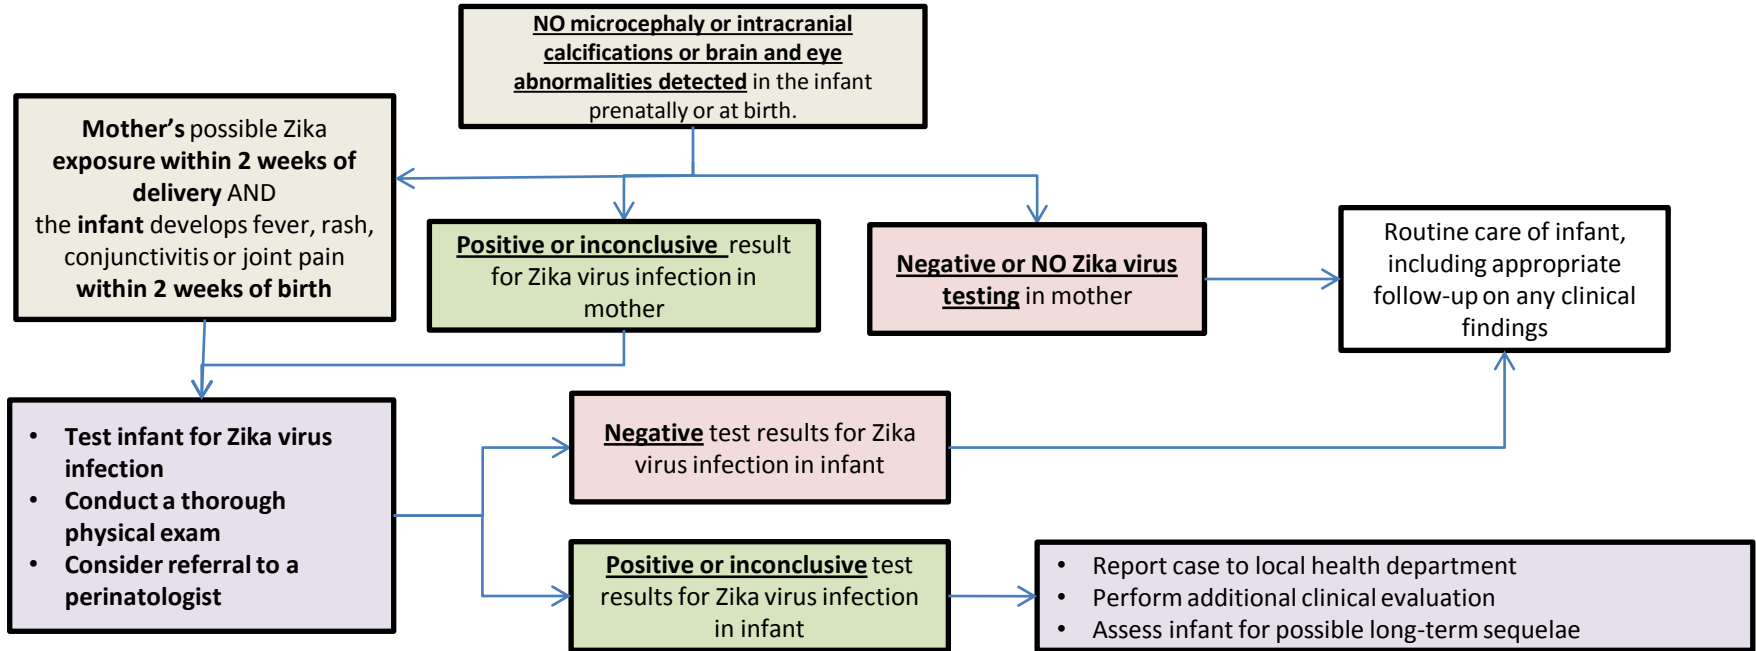 NO microcephaly or intracranial
calcifications or brain and eye
abnormalities detected in the infant
prenatally or at birth.
Mother’s possible Zika
exposure within 2 weeks of
delivery AND
the infant develops fever, rash,
conjunctivitis or joint pain
within 2 weeks of birth
Positive or inconclusive result
for Zika virus infection in
mother
Negative or NO Zika virus
testing in mother
Routine care of infant,
including appropriate
follow-up on any clinical
findings
• Test infant for Zika virus
infection
• Conduct a thorough
physical exam
• Consider referral to a
perinatologist
Negative test results for Zika
virus infection in infant
Positive or inconclusive test
results for Zika virus infection
in infant
• Report case to local health department
• Perform additional clinical evaluation
• Assess infant for possible long-term sequelae